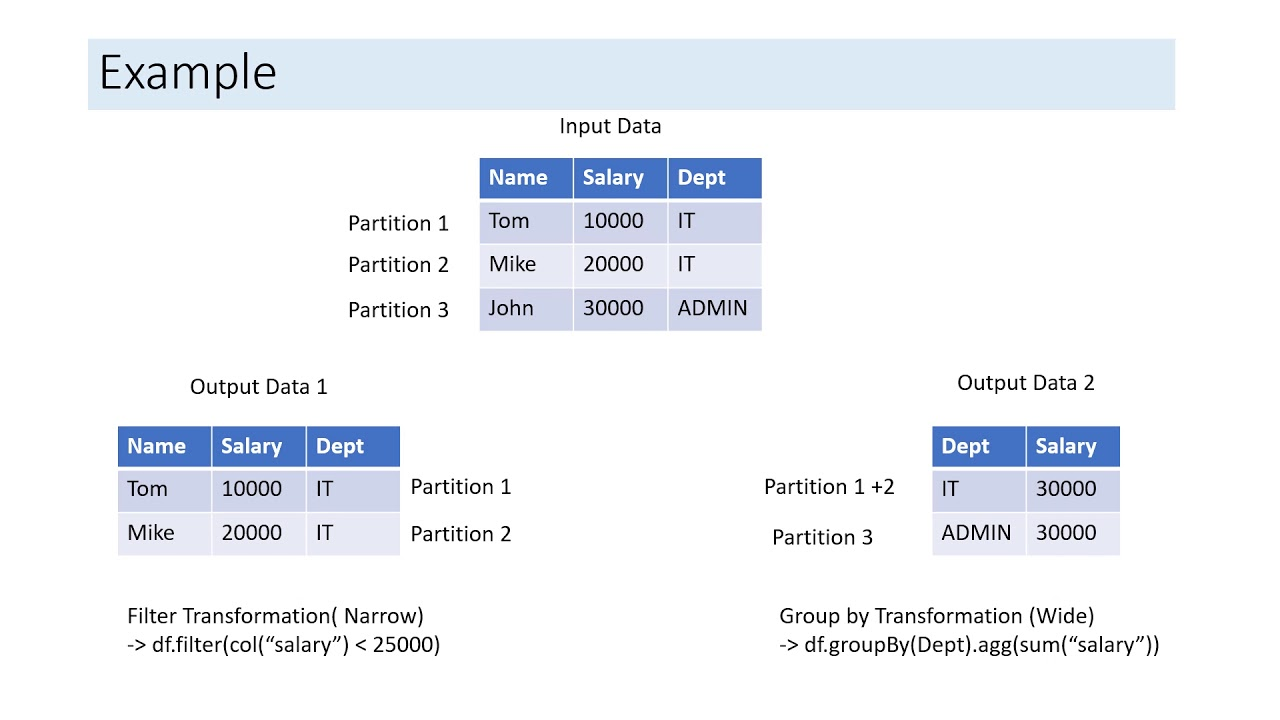 Example
Input Data
Name Salary Dept
Partition 1 Tom 10000 IT
Partition 2 Mike 20000 IT
Partition 3 John 30000 ADMIN
Output Data 1
Name Salary Dept
Tom 10000 IT Partition 1
Mike 20000 IT Partition 2
Filter Transformation( Narrow)
-> df.filter(col(“salary”) < 25000)
Output Data 2
Dept Salary
Partition 1 +2 IT 30000
Partition 3 ADMIN 30000
Group by Transformation (Wide)
-> df.groupBy(Dept).agg(sum(“salary”))